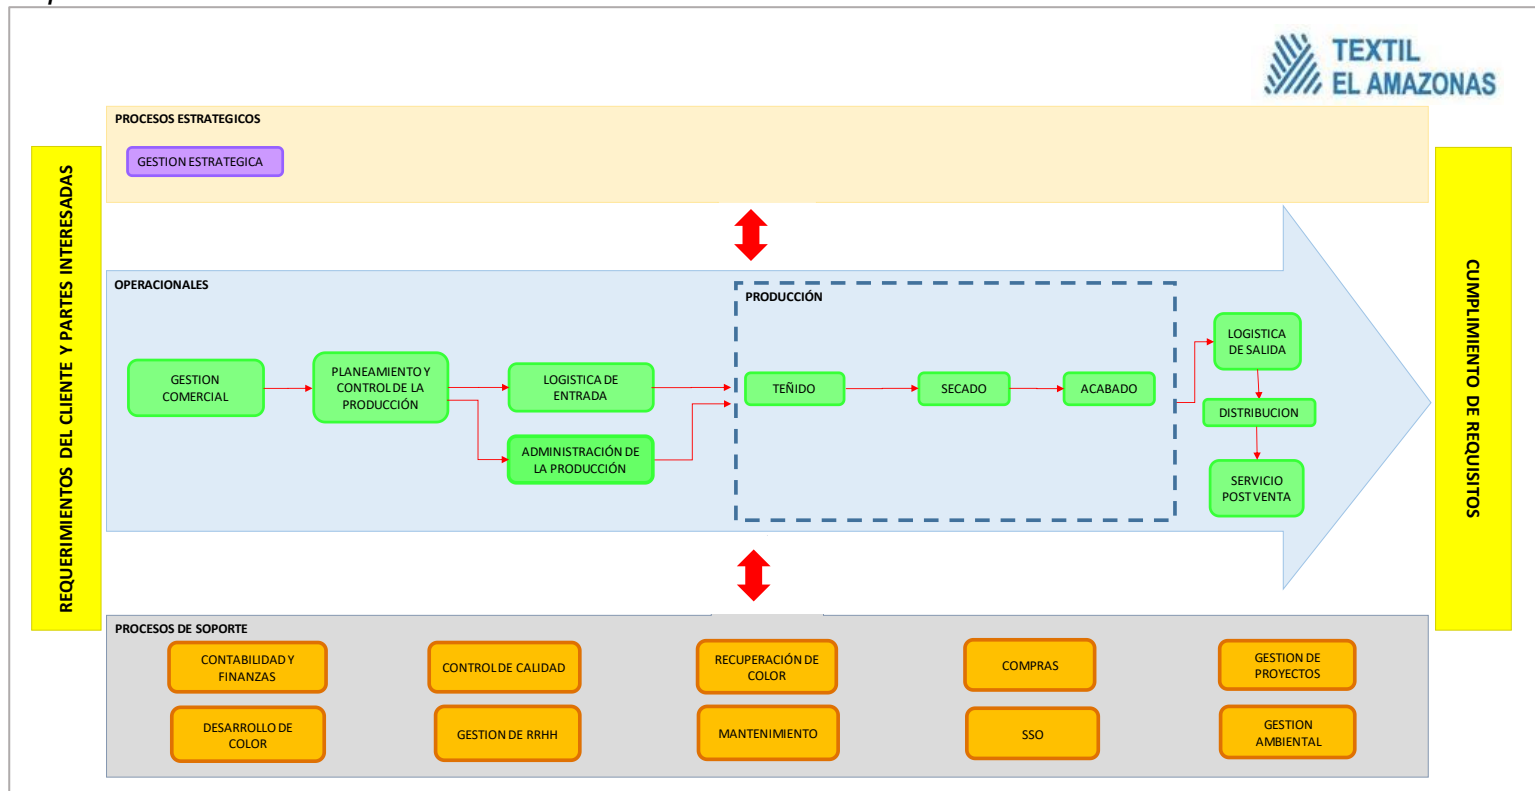 TEXTIL
EL AMAZONAS
REQUERIMIENTOS DEL CLIENTE Y PARTES INTERESADAS
PROCESOS ESTRATEGICOS
GESTION ESTRATEGICA
OPERACIONALES
GESTION
COMERCIAL
PLANEAMIENTO Y
CONTROL DE LA
PRODUCCIÓN
LOGISTICA DE
ENTRADA
ADMINISTRACIÓN DE
LA PRODUCCIÓN
PRODUCCIÓN
TEÑIDO
SECADO
ACABADO
LOGISTICA
DE SALIDA
DISTRIBUCION
SERVICIO
POST VENTA
PROCESOS DE SOPORTE
CONTABILIDAD Y
FINANZAS
CONTROL DE CALIDAD
RECUPERACIÓN DE
COLOR
COMPRAS
GESTION DE
PROYECTOS
DESARROLLO DE
COLOR
GESTION DE RRHH
MANTENIMIENTO
SSO
GESTION
AMBIENTAL
CUMPLIMIENTO DE REQUISITOS